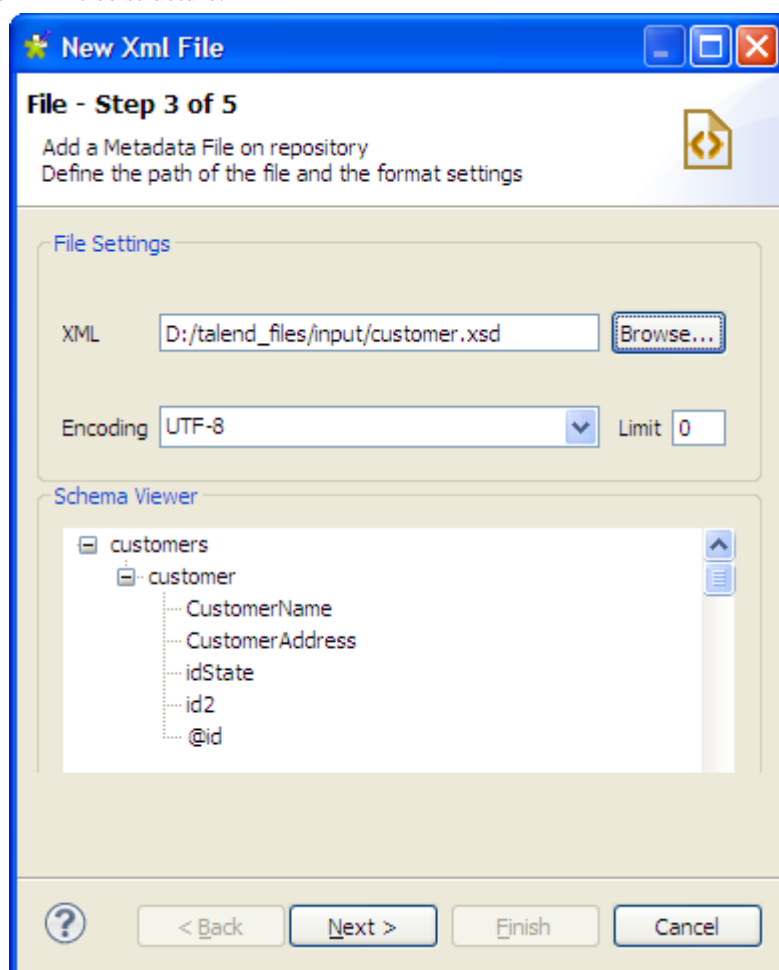 New Xml File
File - Step 3 of 5
Add a Metadata File on repository
Define the path of the file and the format settings
File Settings
XML D:/talend_files/input/customer.xsd Browse...
Encoding UTF-8 Limit 0
Schema Viewer
customers
customer
CustomerName
CustomerAddress
idState
id2
@id
? < Back Next > Finish Cancel